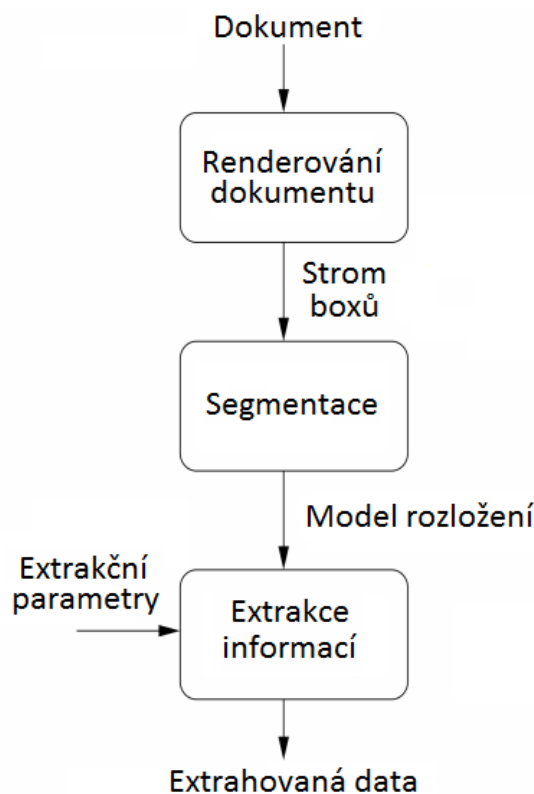 Dokument
Renderování
dokumentu
Strom
boxů
Segmentace
Model rozložení
Extrakční
parametry
Extrakce
informací
Extrahovaná data